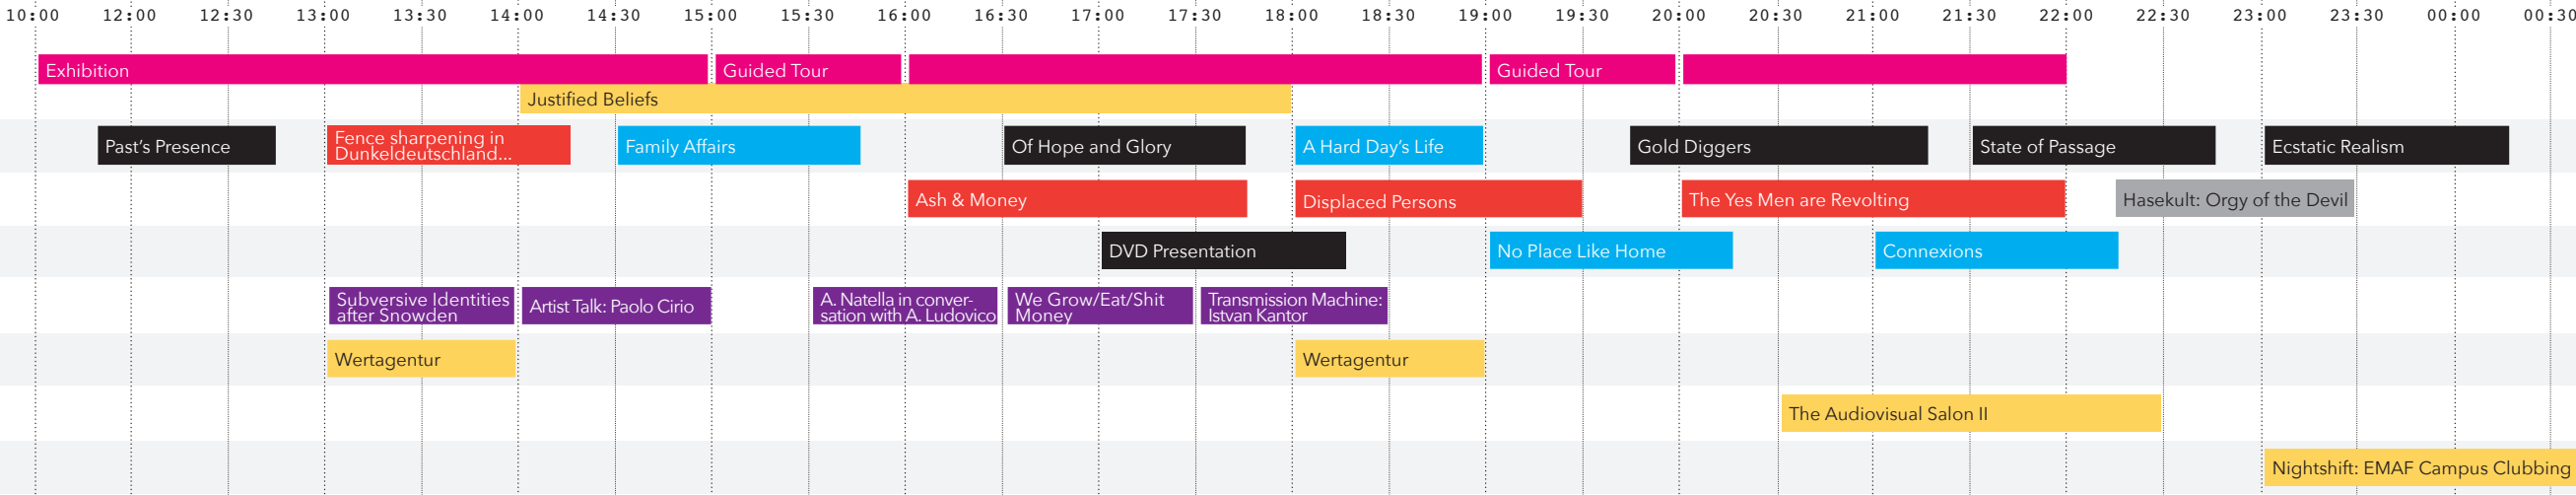 10:00 12:00 12:30 13:00 13:30 14:00 14:30 15:00 15:30 16:00 16:30 17:00 17:30 18:00 18:30 19:00 19:30 20:00 20:30 21:00 21:30 22:00 22:30 23:00 23:30 00:00 00:30
Exhibition
Guided Tour
Guided Tour
Justified Beliefs
Past's Presence
Fence sharpening in
Dunkeldeutschland...
Family Affairs
Of Hope and Glory
A Hard Day's Life
Gold Diggers
State of Passage
Ecstatic Realism
Ash & Money
Displaced Persons
The Yes Men are Revolting
Hasekult: Orgy of the Devil
DVD Presentation
No Place Like Home
Connexions
Subversive Identities
after Snowden
Artist Talk: Paolo Cirio
A. Natella in conver-
sation with A. Ludovico
We Grow/Eat/Shit
Money
Transmission Machine:
Istvan Kantor
Wertagentur
Wertagentur
The Audiovisual Salon II
Nightshift: EMAF Campus Clubbing